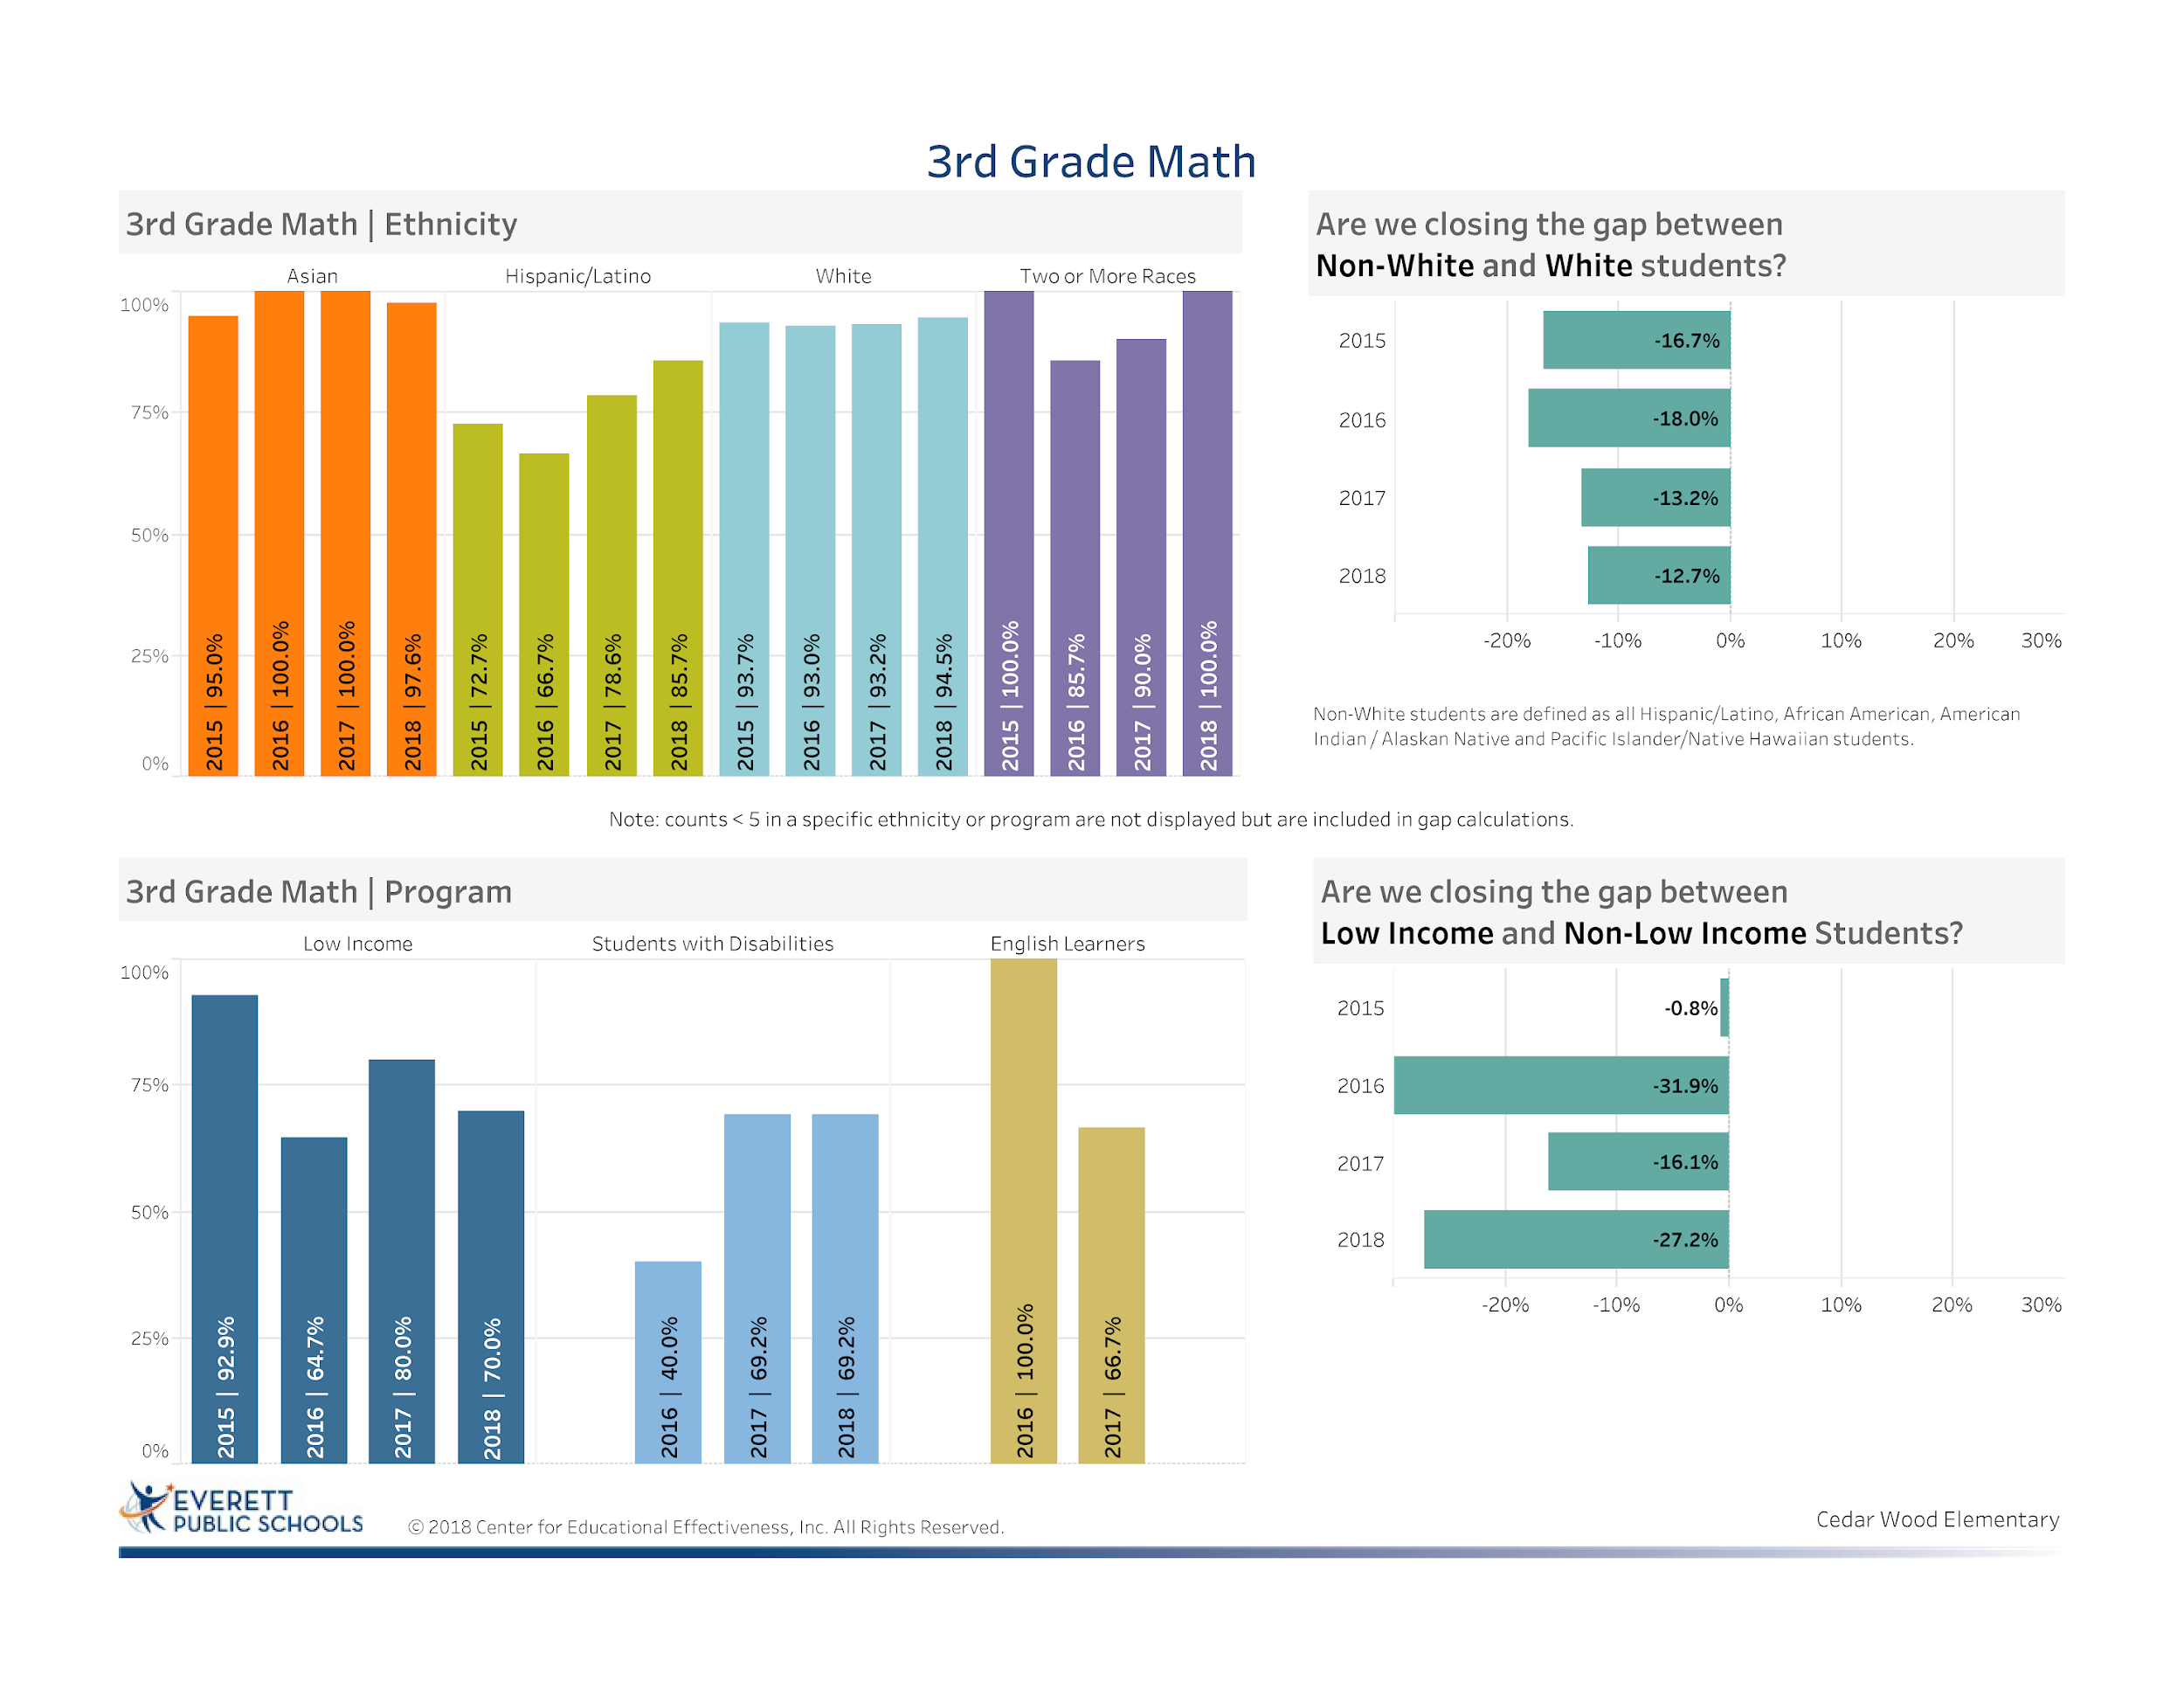 3rd Grade Math
3rd Grade Math | Ethnicity
Asian
Hispanic/Latino
White
Two or More Races
100%
75%
50%
25%
0%
2015 | 95.0%
2016 | 100.0%
2017 | 100.0%
2018 | 97.6%
2015 | 72.7%
2016 | 66.7%
2017 | 78.6%
2018 | 85.7%
2015 | 93.7%
2016 | 93.0%
2017 | 93.2%
2018 | 94.5%
2015 | 100.0%
2016 | 85.7%
2017 | 90.0%
2018 | 100.0%
Are we closing the gap between
Non-White and White students?
2015
-16.7%
2016
-18.0%
2017
-13.2%
2018
-12.7%
-20%
-10%
0%
10%
20%
30%
Non-White students are defined as all Hispanic/Latino, African American, American
Indian / Alaskan Native and Pacific Islander/Native Hawaiian students.
Note: counts < 5 in a specific ethnicity or program are not displayed but are included in gap calculations.
3rd Grade Math | Program
Low Income
Students with Disabilities
English Learners
100%
75%
50%
25%
0%
2015 | 92.9%
2016 | 64.7%
2017 | 80.0%
2018 | 70.0%
2016 | 40.0%
2017 | 69.2%
2018 | 69.2%
2016 | 100.0%
2017 | 66.7%
Are we closing the gap between
Low Income and Non-Low Income Students?
2015
-0.8%
2016
-31.9%
2017
-16.1%
2018
-27.2%
-20%
-10%
0%
10%
20%
30%
EVERETT
PUBLIC SCHOOLS
© 2018 Center for Educational Effectiveness, Inc. All Rights Reserved.
Cedar Wood Elementary